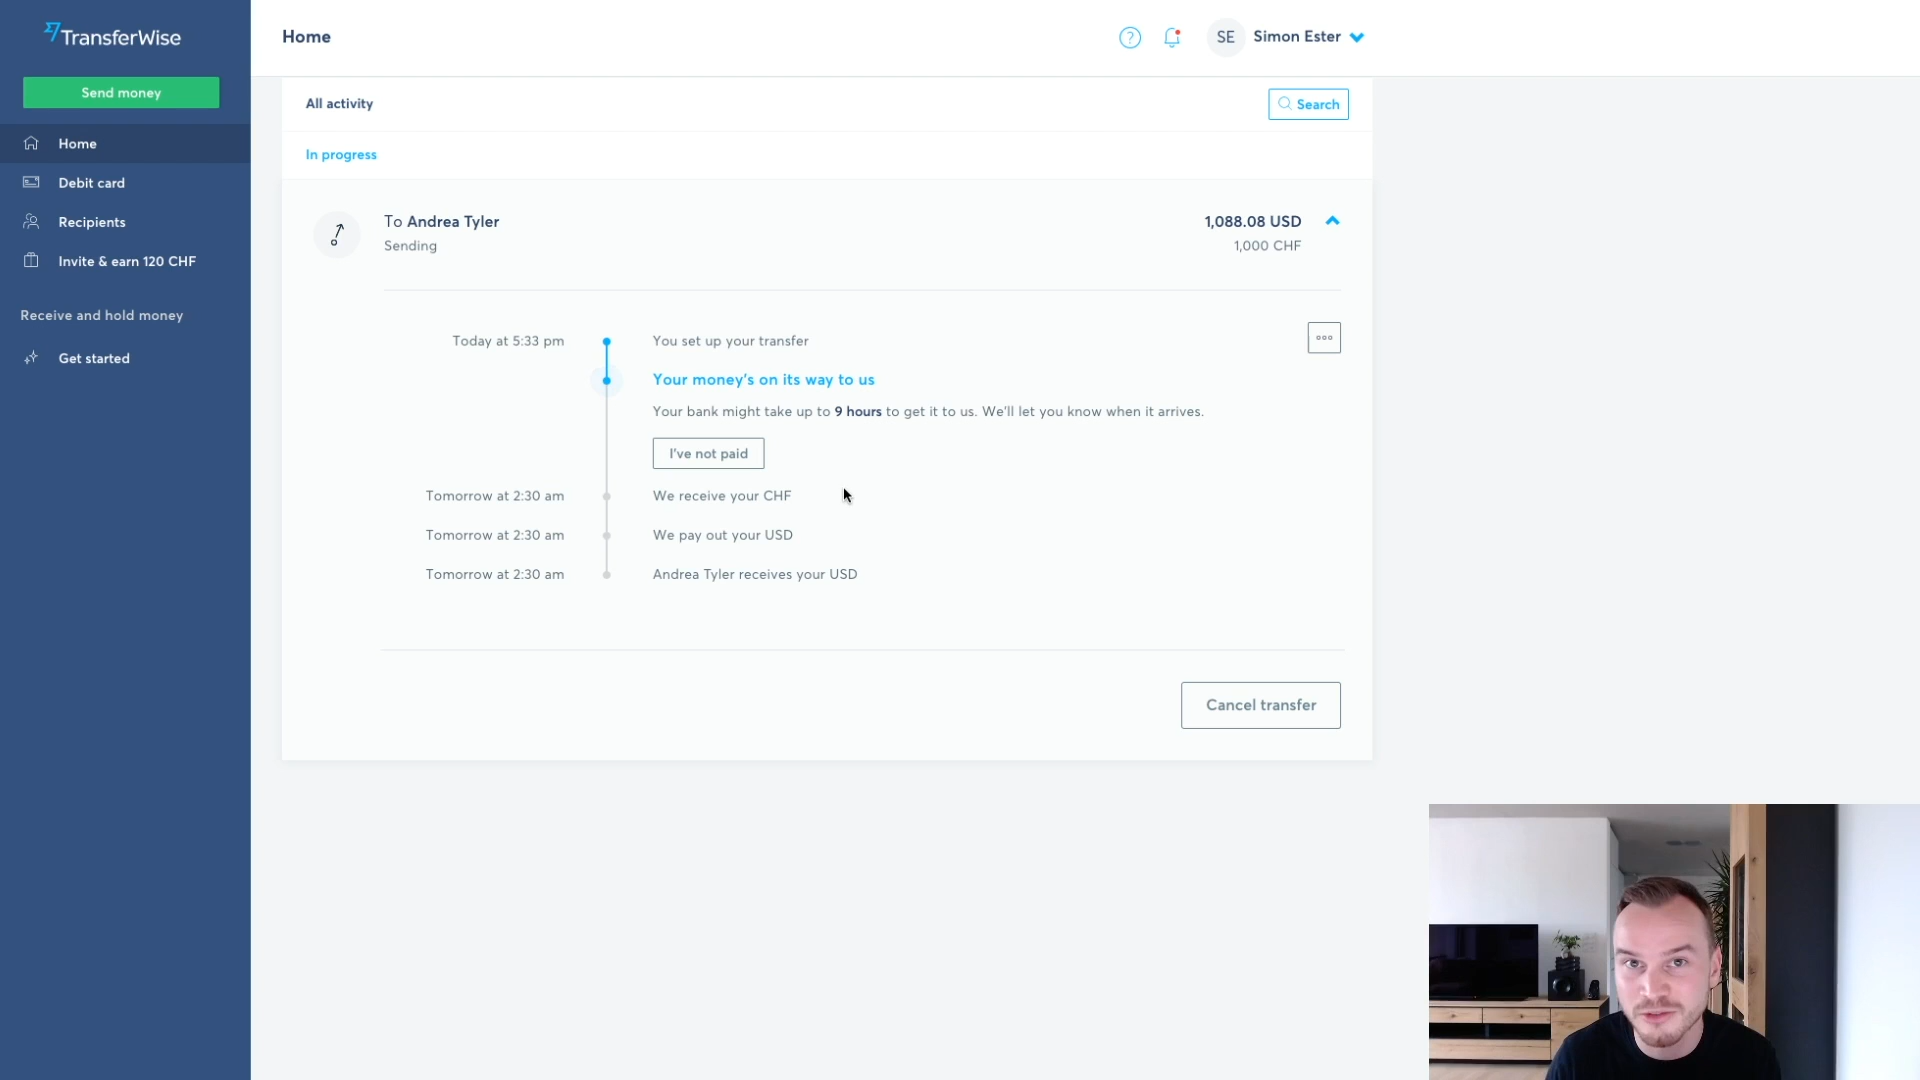 TransferWise
Send money
Home
Debit card
Recipients
Invite & earn 120 CHF
Receive and hold money
Get started
Home
?
SE
Simon Ester
All activity
Search
In progress
To Andrea Tyler
Sending
1,088.08 USD
1,000 CHF
Today at 5:33 pm
You set up your transfer
Your money's on its way to us
Your bank might take up to 9 hours to get it to us. We'll let you know when it arrives.
I've not paid
Tomorrow at 2:30 am
We receive your CHF
Tomorrow at 2:30 am
We pay out your USD
Tomorrow at 2:30 am
Andrea Tyler receives your USD
Cancel transfer